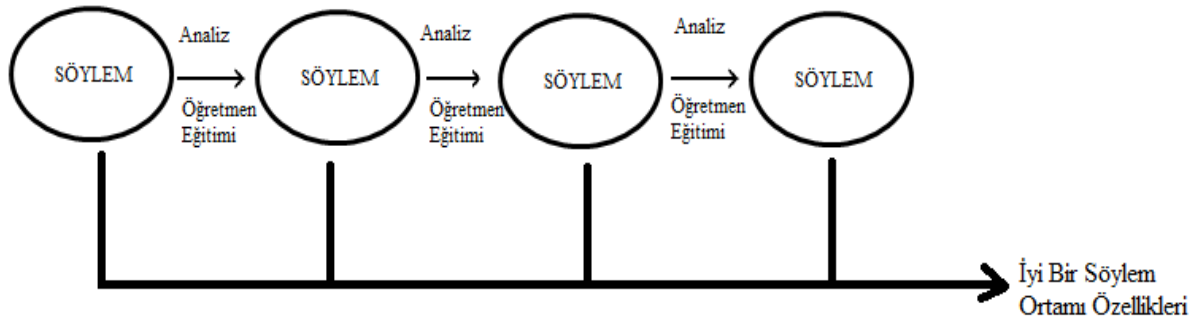 SÖYLEM
Analiz
Öğretmen
Eğitimi
SÖYLEM
Analiz
Öğretmen
Eğitimi
SÖYLEM
Analiz
Öğretmen
Eğitimi
SÖYLEM
İyi Bir Söylem
Ortamı Özellikleri